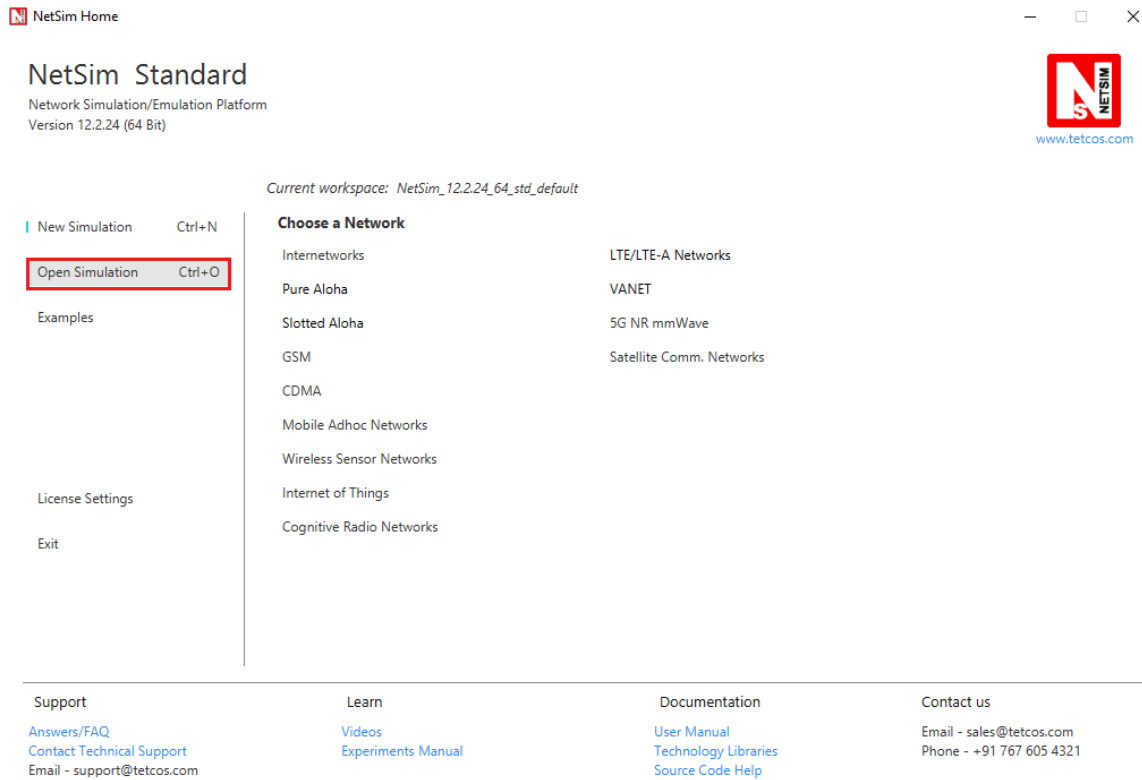 NetSim Home
NetSim Standard
Network Simulation/Emulation Platform
Version 12.2.24 (64 Bit)
N
S
NETSIM
www.tetcos.com
Current workspace: NetSim_12.2.24_64_std_default
New Simulation Ctrl+N
Open Simulation Ctrl+O
Examples
License Settings
Exit
Choose a Network
Internetworks
Pure Aloha
Slotted Aloha
GSM
CDMA
Mobile Adhoc Networks
Wireless Sensor Networks
Internet of Things
Cognitive Radio Networks
LTE/LTE-A Networks
VANET
5G NR mmWave
Satellite Comm. Networks
Support
Answers/FAQ
Contact Technical Support
Email - support@tetcos.com
Learn
Videos
Experiments Manual
Documentation
User Manual
Technology Libraries
Source Code Help
Contact us
Email - sales@tetcos.com
Phone - +91 767 605 4321